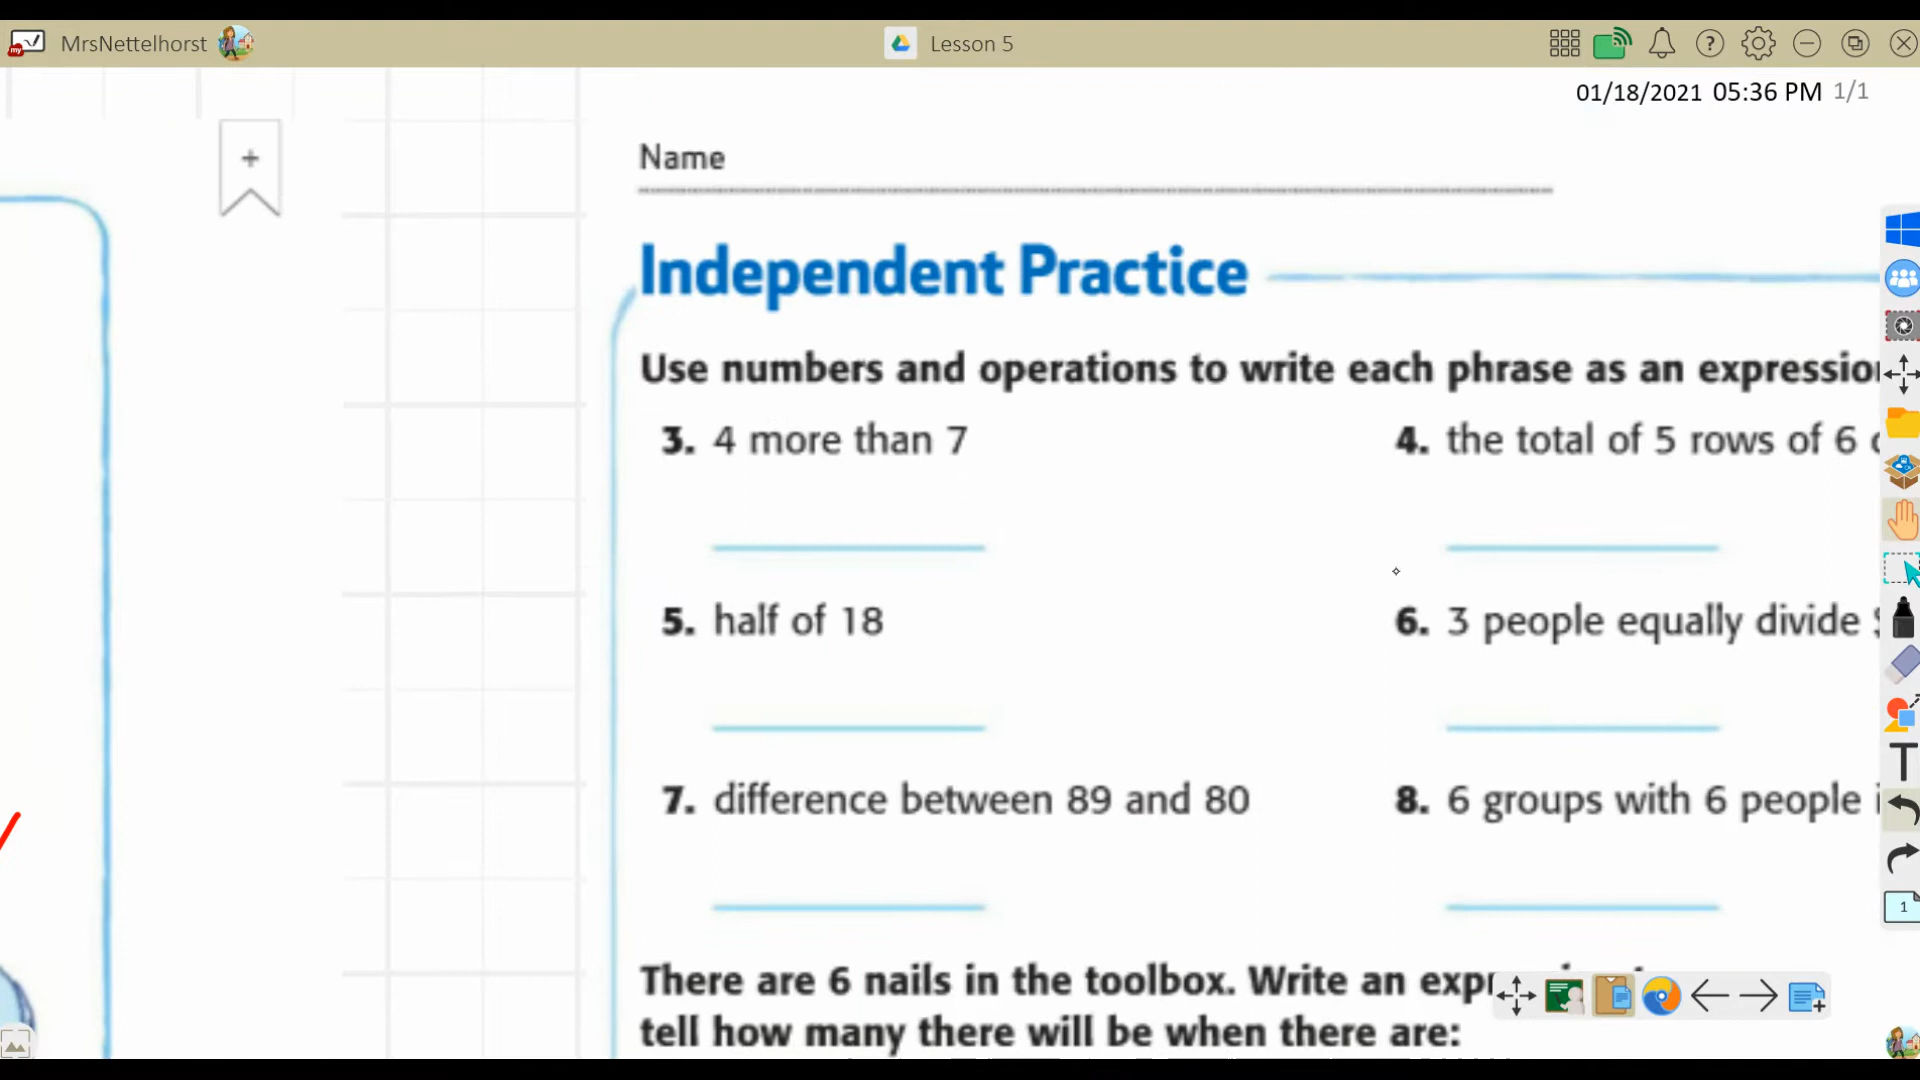 MrsNettelhorst
Lesson 5
01/18/2021 05:36 PM 1/1
Name
Independent Practice
Use numbers and operations to write each phrase as an
3. 4 more than 7
4. the total of 5 rows of 6
5. half of 18
6. 3 people equally divide
7. difference between 89 and 80
8. 6 groups with 6 people
There are 6 nails in the toolbox. Write an
tell how many there will be when there are:
T
1